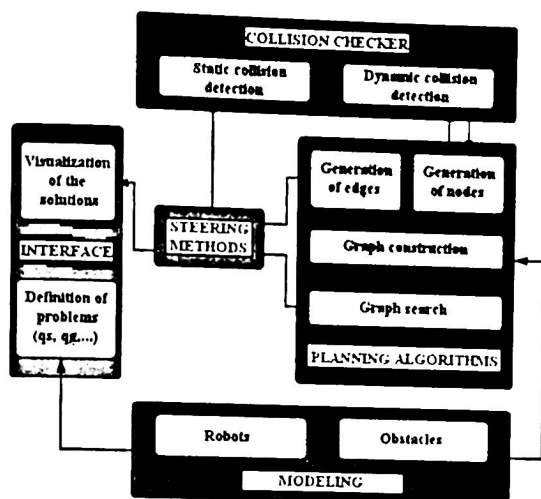 COLLISION CHECKER
Static collision
detection
Dynamic collision
detection
Visualization
of the
solutions
INTERFACE
Definition of
problems
(qs, qg,...)
STEERING
METHODS
Generation
of edges
Generation
of nodes
Graph construction
Graph search
PLANNING ALGORITHMS
Robots
Obstacles
MODELING